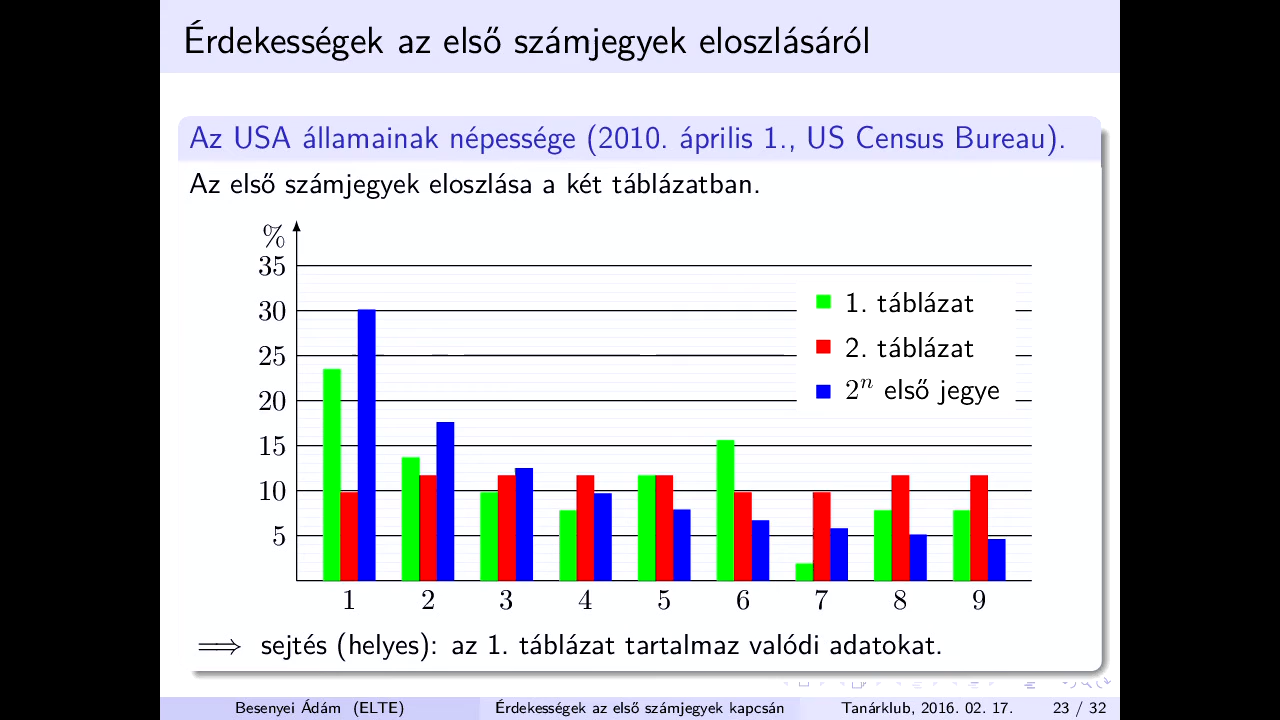 Érdekességek az első számjegyek eloszlásáról
Az USA államainak népessége (2010. április 1., US Census Bureau).
Az első számjegyek eloszlása a két táblázatban.
%
35
30
25
20
15
10
5
1. táblázat
2. táblázat
2ⁿ első jegye
1 2 3 4 5 6 7 8 9
⟹ sejtés (helyes): az 1. táblázat tartalmaz valódi adatokat.
Besenyei Ádám (ELTE) Érdekességek az első számjegyek kapcsán Tanárklub, 2016. 02. 17. 23 / 32